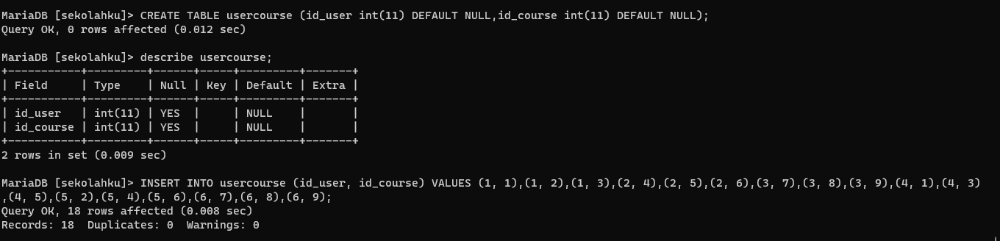 MariaDB [sekolahku]> CREATE TABLE usercourse (id_user int(11) DEFAULT NULL,id_course int(11) DEFAULT NULL);
Query OK, 0 rows affected (0.012 sec)
MariaDB [sekolahku]> describe usercourse;
+-----------+---------+------+-----+---------+-------+
| Field     | Type    | Null | Key | Default | Extra |
+-----------+---------+------+-----+---------+-------+
| id_user   | int(11) | YES  |     | NULL    |       |
| id_course | int(11) | YES  |     | NULL    |       |
+-----------+---------+------+-----+---------+-------+
2 rows in set (0.009 sec)
MariaDB [sekolahku]> INSERT INTO usercourse (id_user, id_course) VALUES (1, 1),(1, 2),(1, 3),(2, 4),(2, 5),(2, 6),(3, 7),(3, 8),(3, 9),(4, 1),(4, 3)
,(4, 5),(5, 2),(5, 4),(5, 6),(6, 7),(6, 8),(6, 9);
Query OK, 18 rows affected (0.008 sec)
Records: 18  Duplicates: 0  Warnings: 0